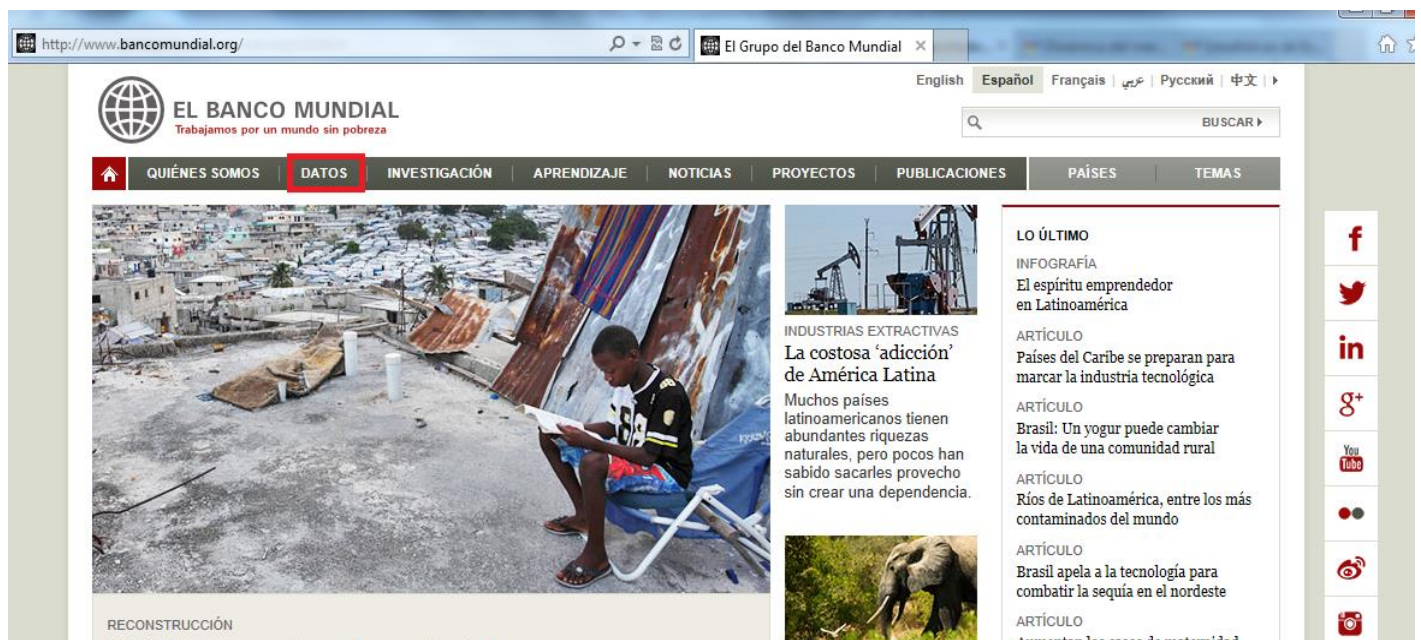 http://www.bancomundial.org/
El Grupo del Banco Mundial
English Español Français عربي Русский 中文
EL BANCO MUNDIAL
Trabajamos por un mundo sin pobreza
BUSCAR
QUIÉNES SOMOS DATOS INVESTIGACIÓN APRENDIZAJE NOTICIAS PROYECTOS PUBLICACIONES PAÍSES TEMAS
INDUSTRIAS EXTRACTIVAS
La costosa ‘adicción’
de América Latina
Muchos países
latinoamericanos tienen
abundantes riquezas
naturales, pero pocos han
sabido sacarles provecho
sin crear una dependencia.
RECONSTRUCCIÓN
LO ÚLTIMO
INFOGRAFÍA
El espíritu emprendedor
en Latinoamérica
ARTÍCULO
Países del Caribe se preparan para
marcar la industria tecnológica
ARTÍCULO
Brasil: Un yogur puede cambiar
la vida de una comunidad rural
ARTÍCULO
Ríos de Latinoamérica, entre los más
contaminados del mundo
ARTÍCULO
Brasil apela a la tecnología para
combatir la sequía en el nordeste
ARTÍCULO
f
in
g+
You
Tube